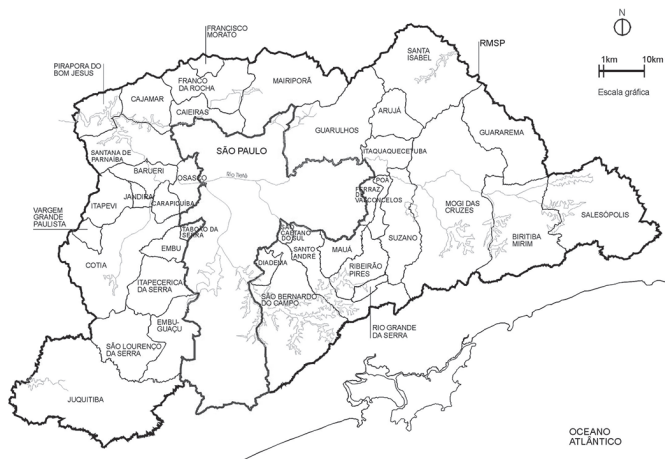 FRANCISCO
MORATO
N
SANTA
ISABEL
RMSP
PIRAPORA DO
BOM JESUS
FRANCO
DA ROCHA
MAIRIPORÃ
1km
10km
Escala gráfica
CAJAMAR
CAIEIRAS
ARUJÁ
GUARULHOS
GUARAREMA
SANTANA DE
PARNAÍBA
SÃO PAULO
ITAQUAQUECETUBA
BARUERI
OSASCO
Rio Tietê
POÁ
FERRAZ
DE
VASCONCELOS
VARGEM
GRANDE
PAULISTA
ITAPEVI
JANDIRA
CARAPICUÍBA
MOGI DAS
CRUZES
SALESÓPOLIS
TABOÃO DA
SERRA
SÃO
CAETANO
DO SUL
SUZANO
BIRITIBA
MIRIM
COTIA
EMBU
SANTO
ANDRÉ
MAUÁ
DIADEMA
RIBEIRÃO
PIRES
ITAPECERICA
DA SERRA
SÃO BERNARDO
DO CAMPO
EMBU-
GUAÇU
RIO GRANDE
DA SERRA
SÃO LOURENÇO
DA SERRA
JUQUITIBA
OCEANO
ATLÂNTICO